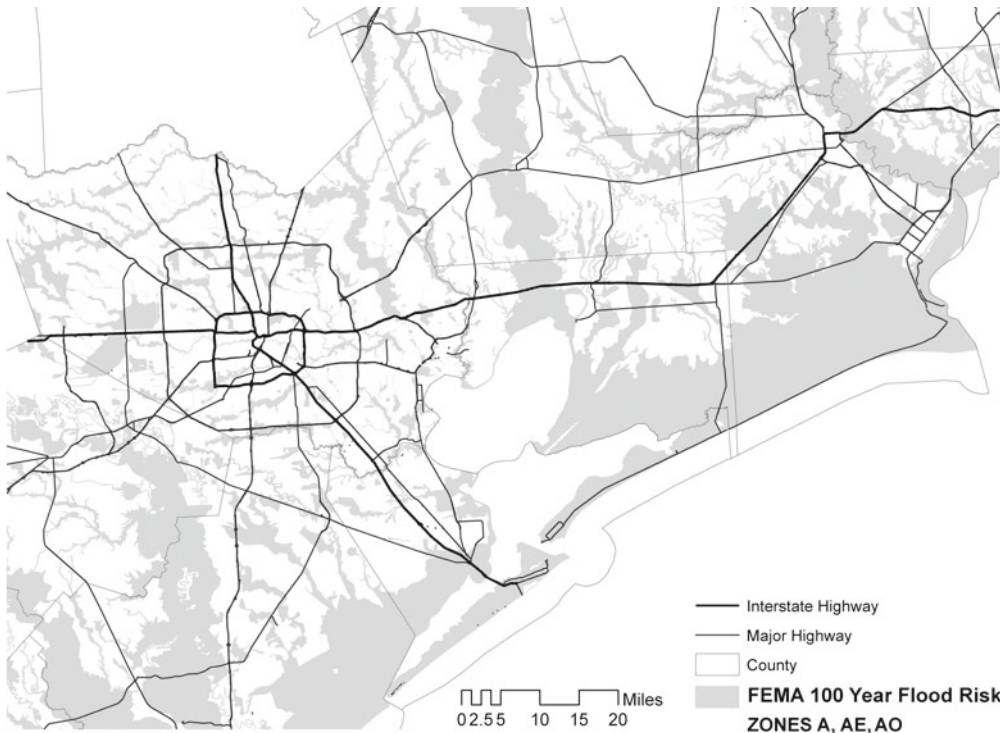 Interstate Highway
Major Highway
County
FEMA 100 Year Flood Risk
ZONES A, AE, AO
Miles
0 2.5 5 10 15 20